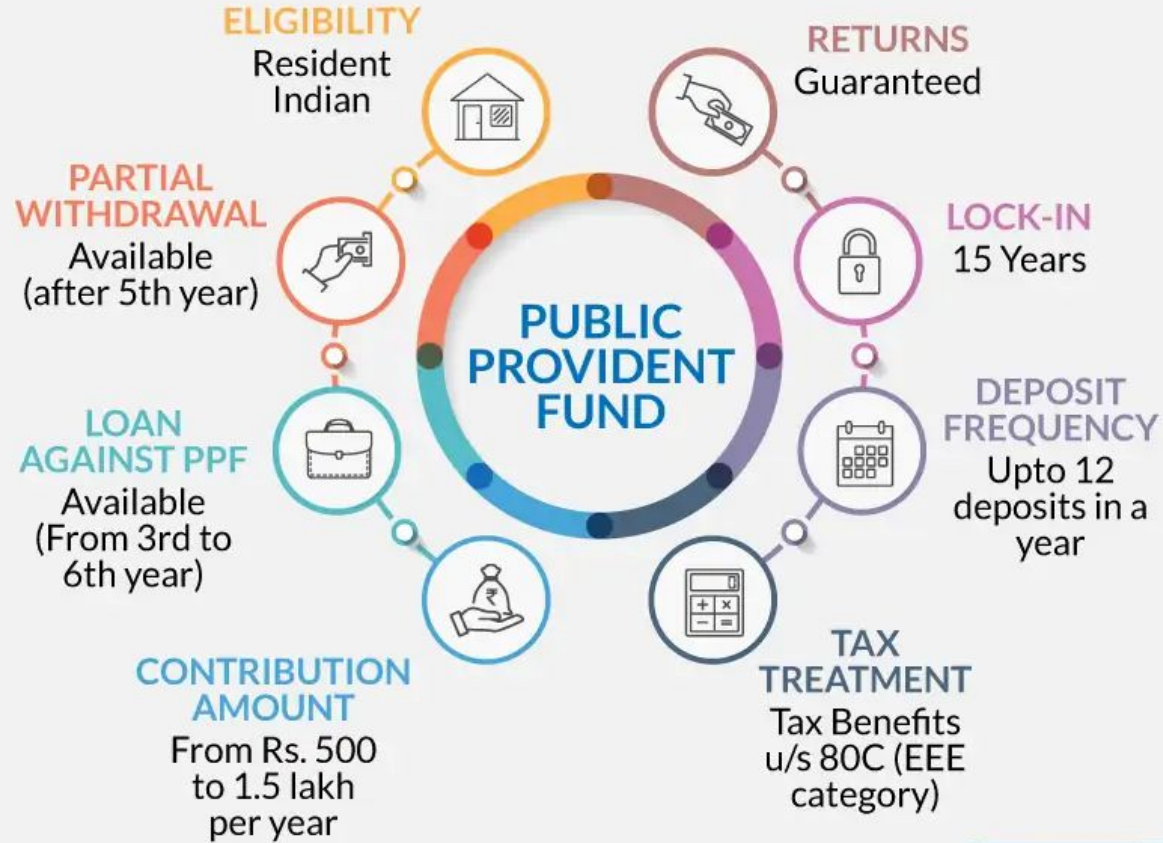 ELIGIBILITY
Resident
Indian
RETURNS
Guaranteed
PARTIAL
WITHDRAWAL
Available
(after 5th year)
LOCK-IN
15 Years
PUBLIC
PROVIDENT
FUND
LOAN
AGAINST PPF
Available
(From 3rd to
6th year)
DEPOSIT
FREQUENCY
Upto 12
deposits in a
year
₹
CONTRIBUTION
AMOUNT
From Rs. 500
to 1.5 lakh
per year
TAX
TREATMENT
Tax Benefits
u/s 80C (EEE
category)